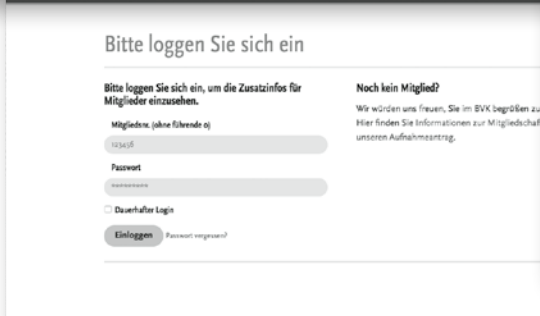 Bitte loggen Sie sich ein
Bitte loggen Sie sich ein, um die Zusatzinfos für
Mitglieder einzusehen.
Mitgliedsnr. (ohne führende 0)
123456
Passwort
Dauerhafter Login
Einloggen Passwort vergessen?
Noch kein Mitglied?
Wir würden uns freuen, Sie im BVK begrüßen zu
Hier finden Sie Informationen zur Mitgliedschaf
unseren Aufnahmeantrag.